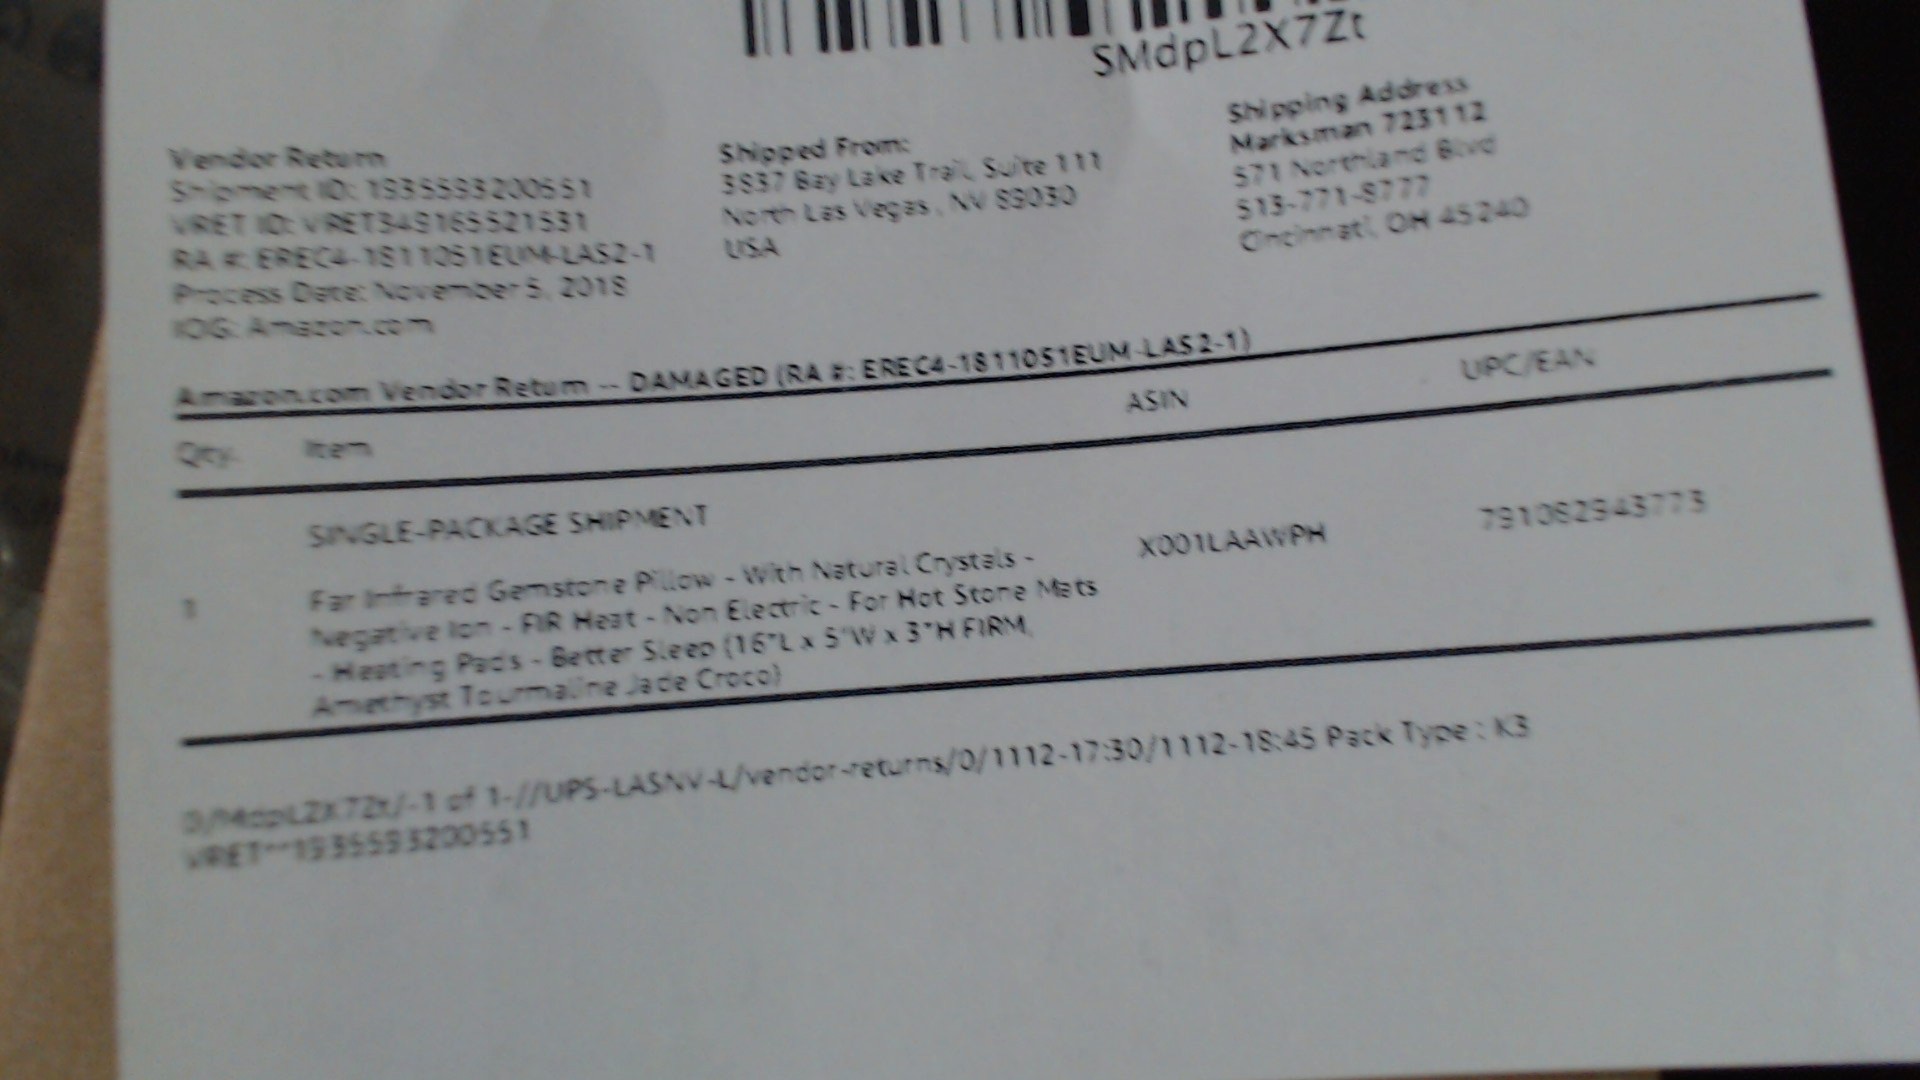 SMdpL2X7Zt
Vendor Return
Shipment ID: 1935593200551
VRET ID: VRET349165521531
RA #: EREC4-1811051EUM-LAS2-1
Process Date: November 5, 2018
IOG: Amazon.com
Shipped From:
3837 Bay Lake Trail, Suite 111
North Las Vegas, NV 89030
USA
Shipping Address
Marksman 723112
571 Northland Blvd
513-771-8777
Cincinnati, OH 45240
Amazon.com Vendor Return -- DAMAGED (RA #: EREC4-1811051EUM-LAS2-1)
Qty. Item ASIN UPC/EAN
SINGLE-PACKAGE SHIPMENT
1 Far Infrared Gemstone Pillow - With Natural Crystals - X001LAAWPH 791082943773
Negative Ion - FIR Heat - Non Electric - For Hot Stone Mats
- Heating Pads - Better Sleep (16"L x 5"W x 3"H FIRM,
Amethyst Tourmaline Jade Croco)
0/MdpL2X7Zt/-1 of 1-//UPS-LASNV-L/vendor-returns/0/1112-17:30/1112-18:45 Pack Type : K3
VRET**1935593200551